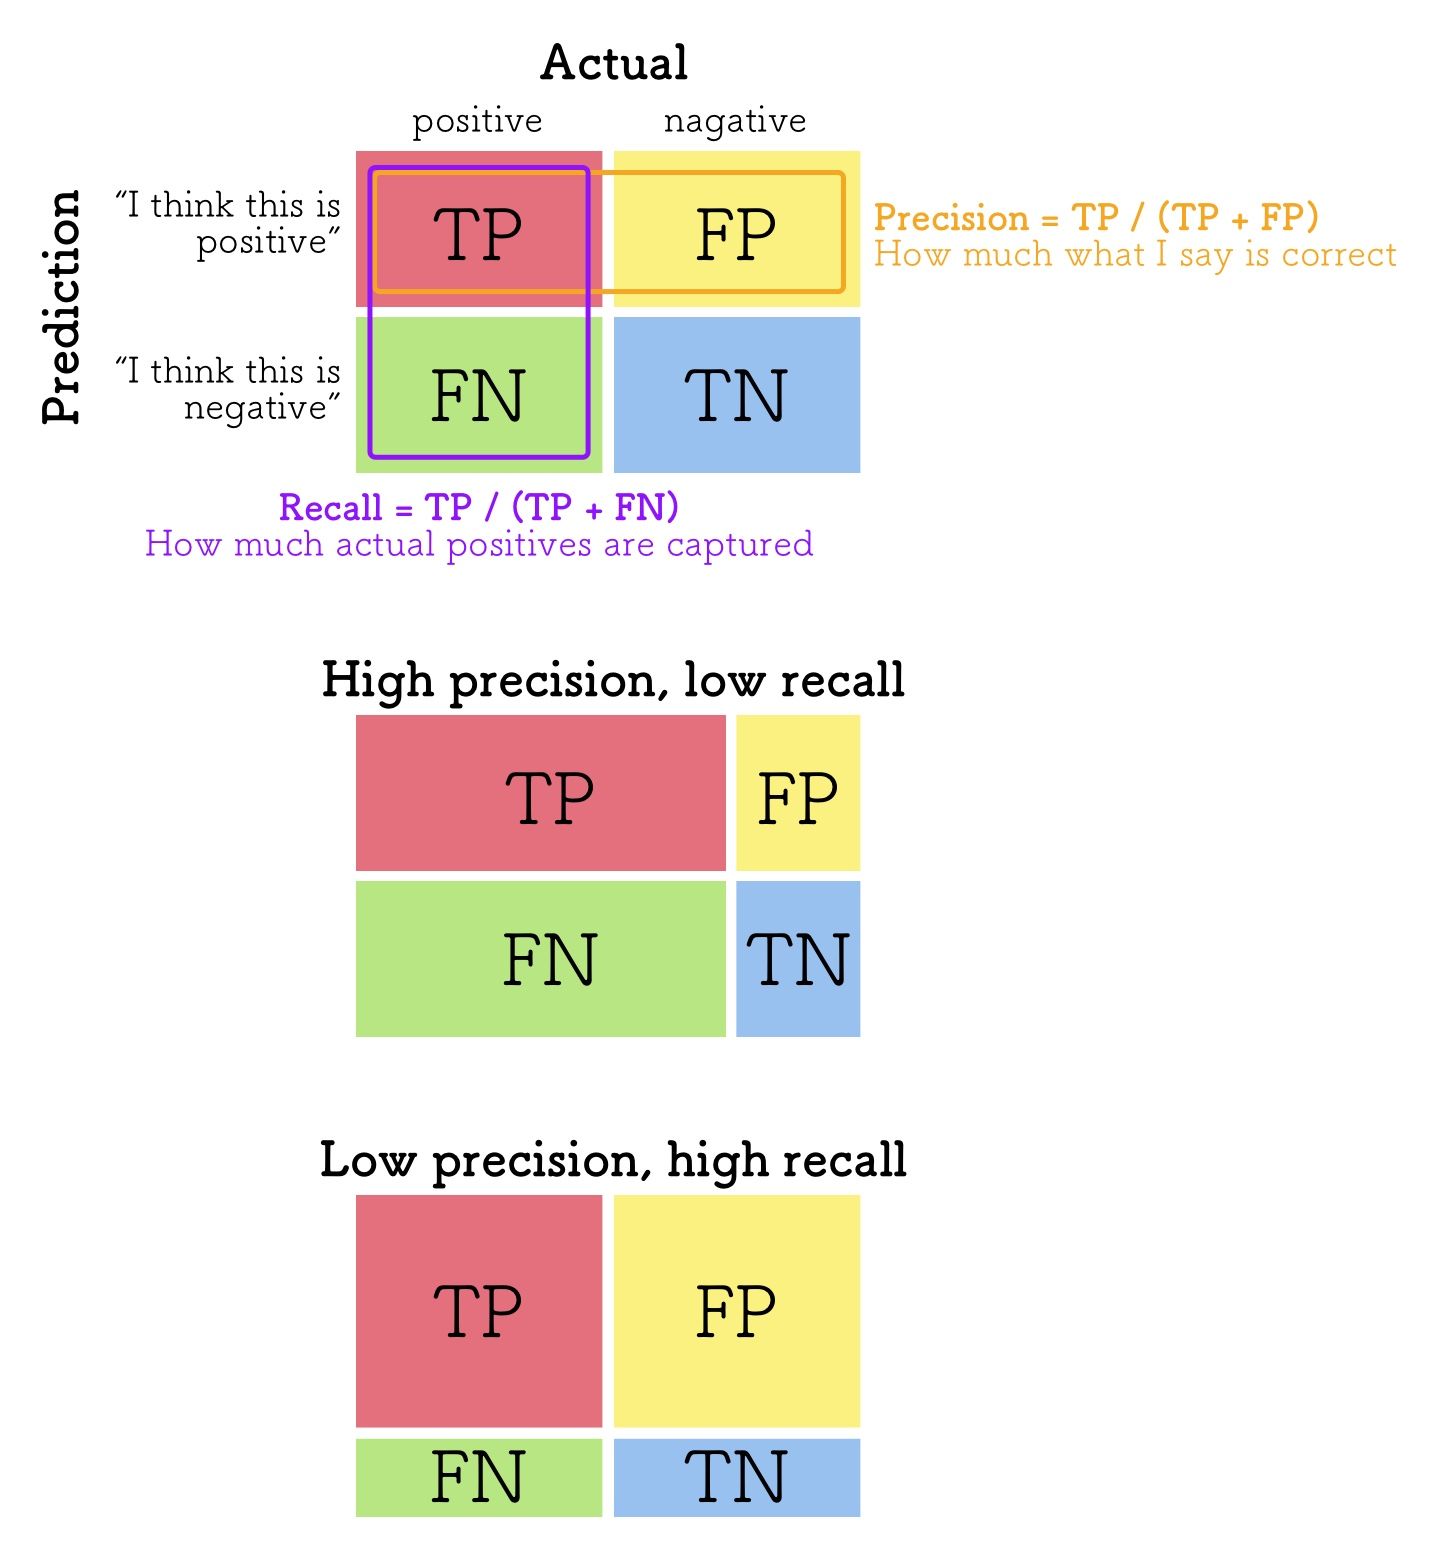 Actual
positive
nagative
Prediction
“I think this is
positive”
TP
FP
Precision = TP / (TP + FP)
How much what I say is correct
“I think this is
negative”
FN
TN
Recall = TP / (TP + FN)
How much actual positives are captured
High precision, low recall
TP
FP
FN
TN
Low precision, high recall
TP
FP
FN
TN